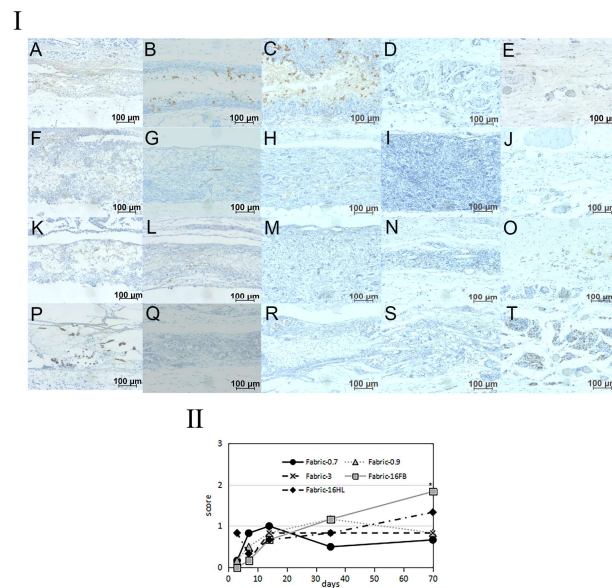 I
A B C D E
100 µm 100 µm 100 µm 100 µm 100 µm
F G H I J
100 µm 100 µm 100 µm 100 µm 100 µm
K L M N O
100 µm 100 µm 100 µm 100 µm 100 µm
P Q R S T
100 µm 100 µm 100 µm 100 µm 100 µm
II
3
Fabric-0.7 Fabric-0.9
Fabric-3 Fabric-16FB
Fabric-16HL
*
2
score
1
0
0 10 20 30 40 50 60 70
days